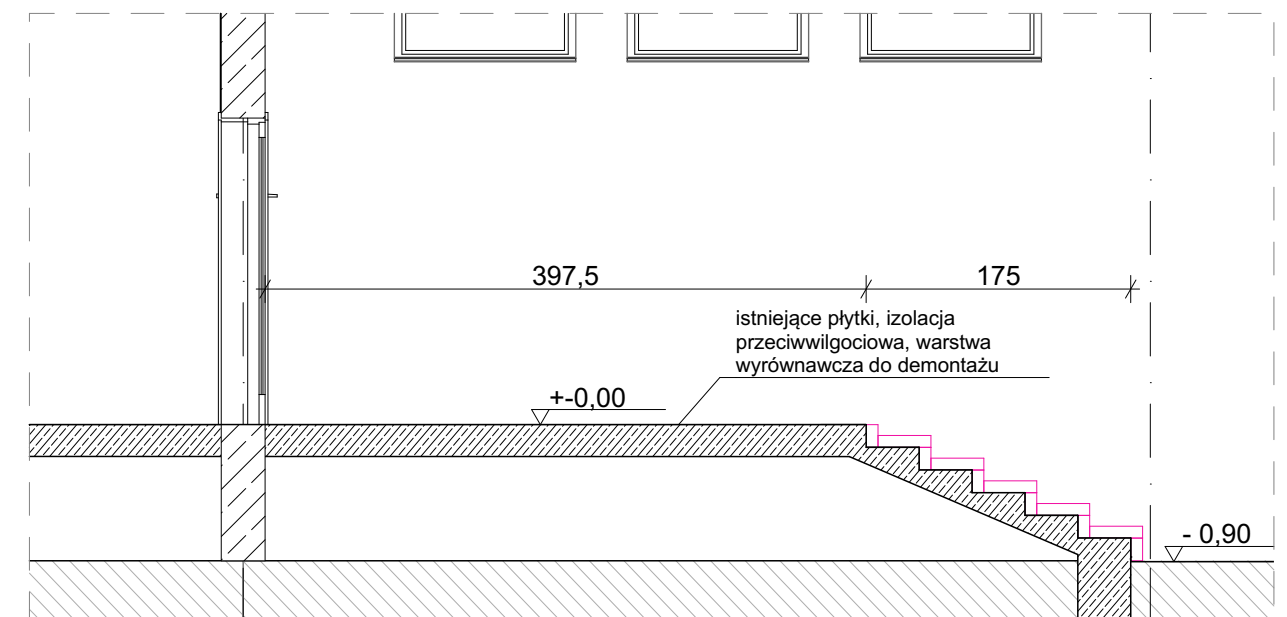 397,5
175
istniejące płytki, izolacja
przeciwwilgociowa, warstwa
wyrównawcza do demontażu
+-0,00
- 0,90